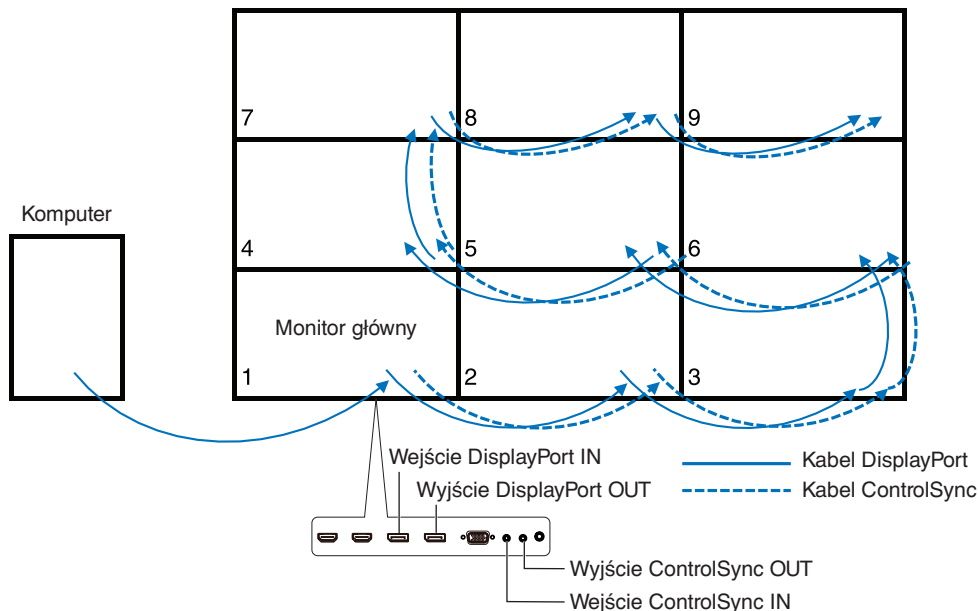 7
8
9
Komputer
4
5
6
Monitor główny
1
2
3
Wejście DisplayPort IN
Wyjście DisplayPort OUT
Kabel DisplayPort
Kabel ControlSync
Wyjście ControlSync OUT
Wejście ControlSync IN